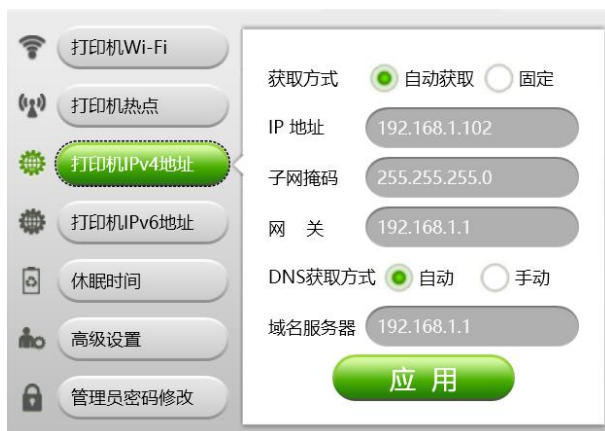 打印机Wi-Fi
打印机热点
打印机IPv4地址
打印机IPv6地址
休眠时间
高级设置
管理员密码修改
获取方式 自动获取 固定
IP 地址 192.168.1.102
子网掩码 255.255.255.0
网 关 192.168.1.1
DNS获取方式 自动 手动
域名服务器 192.168.1.1
应 用